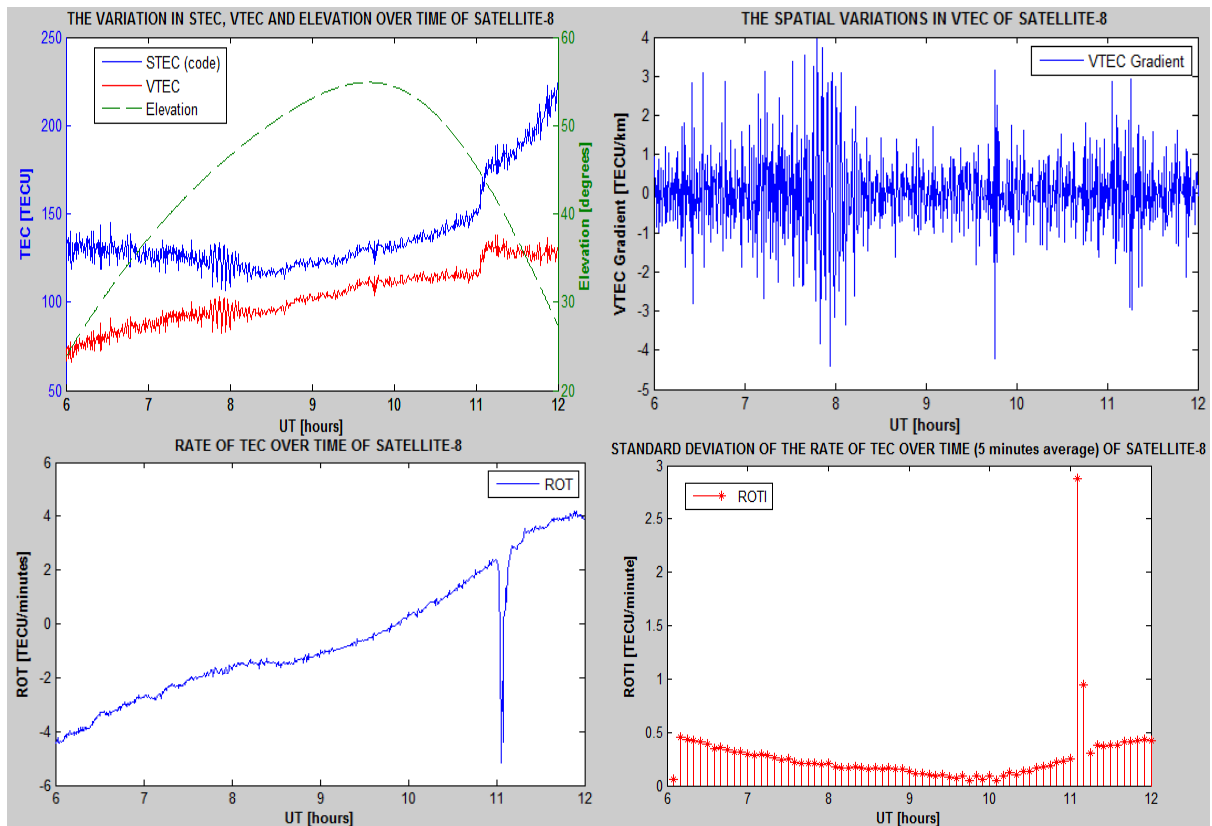 THE VARIATION IN STEC, VTEC AND ELEVATION OVER TIME OF SATELLITE-8
250
200
150
100
50
TEC [TECU]
STEC (code)
VTEC
Elevation
60
50
40
30
20
Elevation [degrees]
6 7 8 9 10 11 12
UT [hours]
THE SPATIAL VARIATIONS IN VTEC OF SATELLITE-8
4
3
2
1
0
-1
-2
-3
-4
-5
VTEC Gradient [TECU/km]
VTEC Gradient
6 7 8 9 10 11 12
UT [hours]
RATE OF TEC OVER TIME OF SATELLITE-8
6
4
2
0
-2
-4
-6
ROT [TECU/minutes]
ROT
6 7 8 9 10 11 12
UT [hours]
STANDARD DEVIATION OF THE RATE OF TEC OVER TIME (5 minutes average) OF SATELLITE-8
3
2.5
2
1.5
1
0.5
0
ROTI [TECU/minute]
ROTI
6 7 8 9 10 11 12
UT [hours]